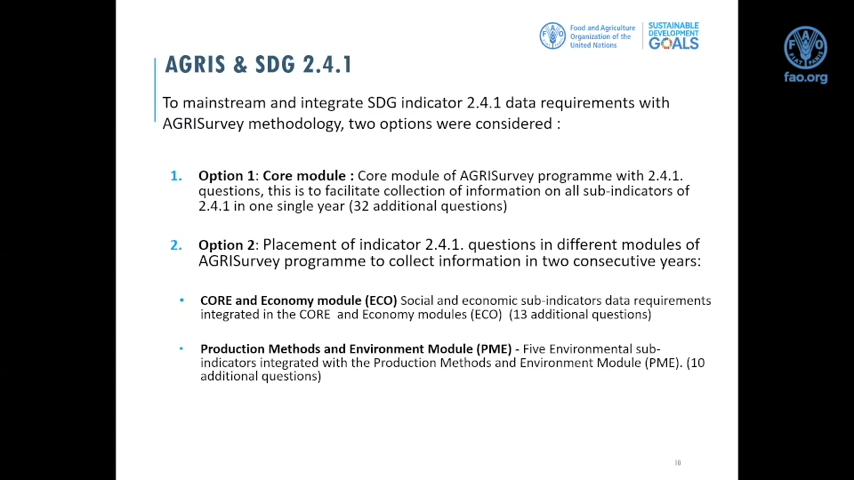 Food and Agriculture
Organization of the
United Nations
SUSTAINABLE
DEVELOPMENT
GOALS
FAO
FIAT PANIS
fao.org
AGRIS & SDG 2.4.1
To mainstream and integrate SDG indicator 2.4.1 data requirements with
AGRISurvey methodology, two options were considered :
1. Option 1: Core module : Core module of AGRISurvey programme with 2.4.1.
questions, this is to facilitate collection of information on all sub-indicators of
2.4.1 in one single year (32 additional questions)
2. Option 2: Placement of indicator 2.4.1. questions in different modules of
AGRISurvey programme to collect information in two consecutive years:
• CORE and Economy module (ECO) Social and economic sub-indicators data requirements
integrated in the CORE and Economy modules (ECO) (13 additional questions)
• Production Methods and Environment Module (PME) - Five Environmental sub-
indicators integrated with the Production Methods and Environment Module (PME). (10
additional questions)